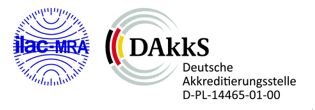 ilac-MRA
DAkkS
Deutsche
Akkreditierungsstelle
D-PL-14465-01-00